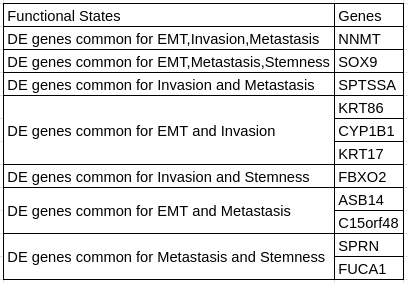 Functional States Genes
DE genes common for EMT,Invasion,Metastasis NNMT
DE genes common for EMT,Metastasis,Stemness SOX9
DE genes common for Invasion and Metastasis SPTSSA
DE genes common for EMT and Invasion
KRT86
CYP1B1
KRT17
DE genes common for Invasion and Stemness FBXO2
DE genes common for EMT and Metastasis
ASB14
C15orf48
DE genes common for Metastasis and Stemness
SPRN
FUCA1